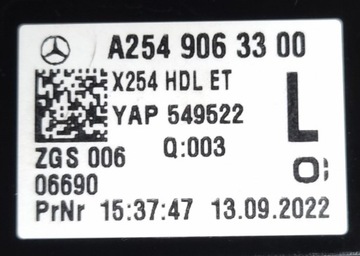 A254 906 33 00
X254 HDL ET
YAP 549522
ZGS 006 Q:003
L
06690
PrNr 15:37:47 13.09.2022